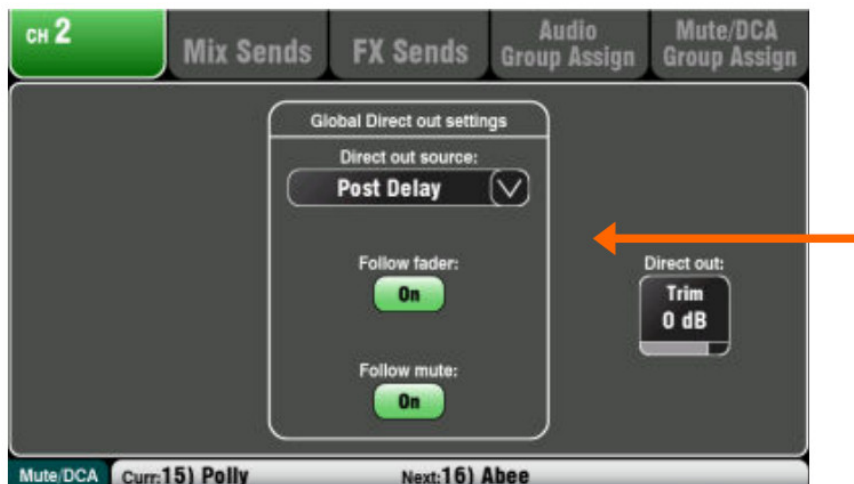 CH 2
Mix Sends
FX Sends
Audio
Group Assign
Mute/DCA
Group Assign
Global Direct out settings
Direct out source:
Post Delay
Follow fader:
On
Follow mute:
On
Direct out:
Trim
0 dB
Mute/DCA
Curr:15) Polly
Next:16) Abee